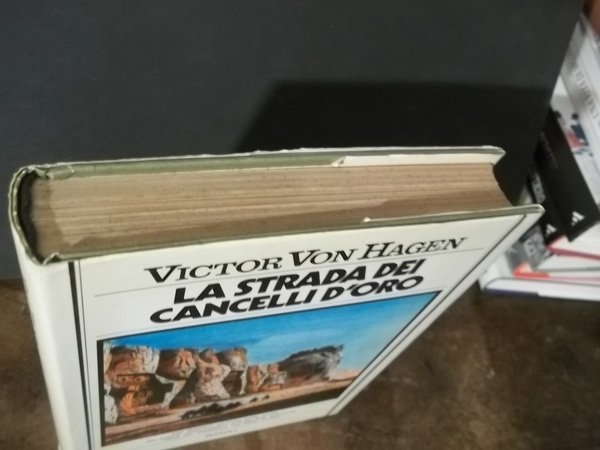 VICTOR VON HAGEN
LA STRADA DEI
CANCELLI D'ORO